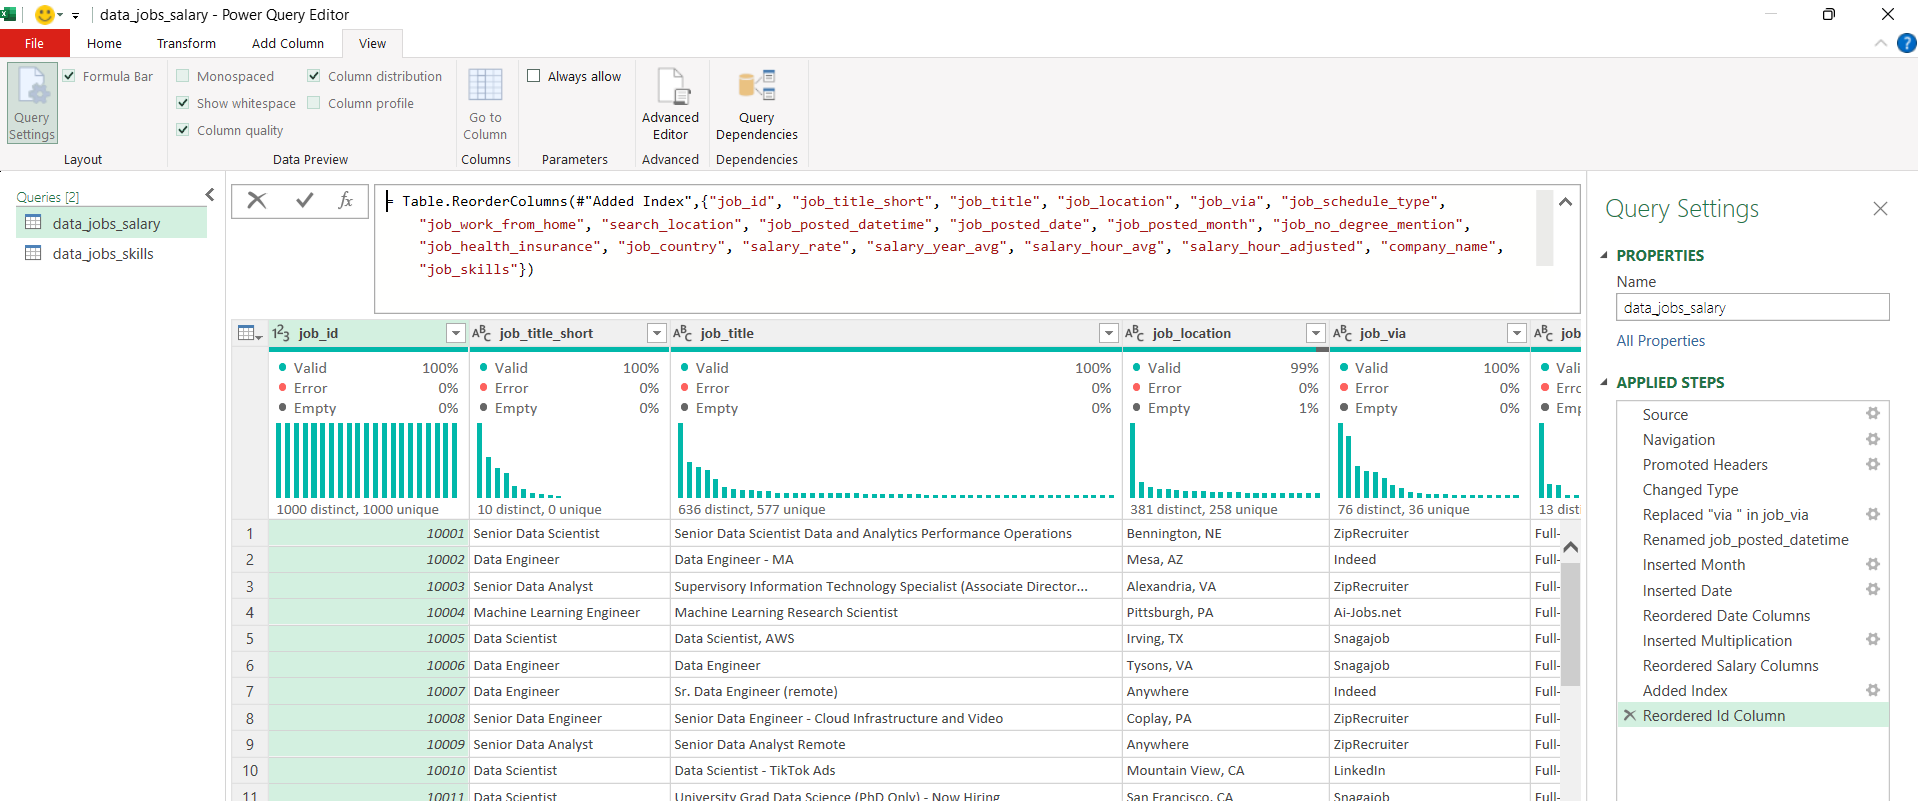 data_jobs_salary - Power Query Editor
File
Home
Transform
Add Column
View
Query Settings
Formula Bar
Layout
Monospaced
Show whitespace
Column quality
Column distribution
Column profile
Data Preview
Go to Column
Columns
Always allow
Parameters
Advanced Editor
Advanced
Query Dependencies
Dependencies
Queries [2]
data_jobs_salary
data_jobs_skills
fx
= Table.ReorderColumns(#"Added Index",{"job_id", "job_title_short", "job_title", "job_location", "job_via", "job_schedule_type",
"job_work_from_home", "search_location", "job_posted_datetime", "job_posted_date", "job_posted_month", "job_no_degree_mention",
"job_health_insurance", "job_country", "salary_rate", "salary_year_avg", "salary_hour_avg", "salary_hour_adjusted", "company_name",
"job_skills"})
123 job_id ABC job_title_short ABC job_title ABC job_location ABC job_via ABC job
Valid 100% Valid 100% Valid 100% Valid 99% Valid 100% Vali
Error 0% Error 0% Error 0% Error 0% Error 0% Erro
Empty 0% Empty 0% Empty 0% Empty 1% Empty 0% Emp
1000 distinct, 1000 unique 10 distinct, 0 unique 636 distinct, 577 unique 381 distinct, 258 unique 76 distinct, 36 unique 13 disti
1 10001 Senior Data Scientist Senior Data Scientist Data and Analytics Performance Operations Bennington, NE ZipRecruiter Full-
2 10002 Data Engineer Data Engineer - MA Mesa, AZ Indeed Full-
3 10003 Senior Data Analyst Supervisory Information Technology Specialist (Associate Director... Alexandria, VA ZipRecruiter Full-
4 10004 Machine Learning Engineer Machine Learning Research Scientist Pittsburgh, PA Ai-Jobs.net Full-
5 10005 Data Scientist Data Scientist, AWS Irving, TX Snagajob Full-
6 10006 Data Engineer Data Engineer Tysons, VA Snagajob Full-
7 10007 Data Engineer Sr. Data Engineer (remote) Anywhere Indeed Full-
8 10008 Senior Data Engineer Senior Data Engineer - Cloud Infrastructure and Video Coplay, PA ZipRecruiter Full-
9 10009 Senior Data Analyst Senior Data Analyst Remote Anywhere ZipRecruiter Full-
10 10010 Data Scientist Data Scientist - TikTok Ads Mountain View, CA LinkedIn Full-
11 10011 Data Scientist University Grad Data Science (PhD Only) - Now Hiring San Francisco, CA Snagajob Full-
Query Settings
PROPERTIES
Name
data_jobs_salary
All Properties
APPLIED STEPS
Source
Navigation
Promoted Headers
Changed Type
Replaced "via " in job_via
Renamed job_posted_datetime
Inserted Month
Inserted Date
Reordered Date Columns
Inserted Multiplication
Reordered Salary Columns
Added Index
Reordered Id Column